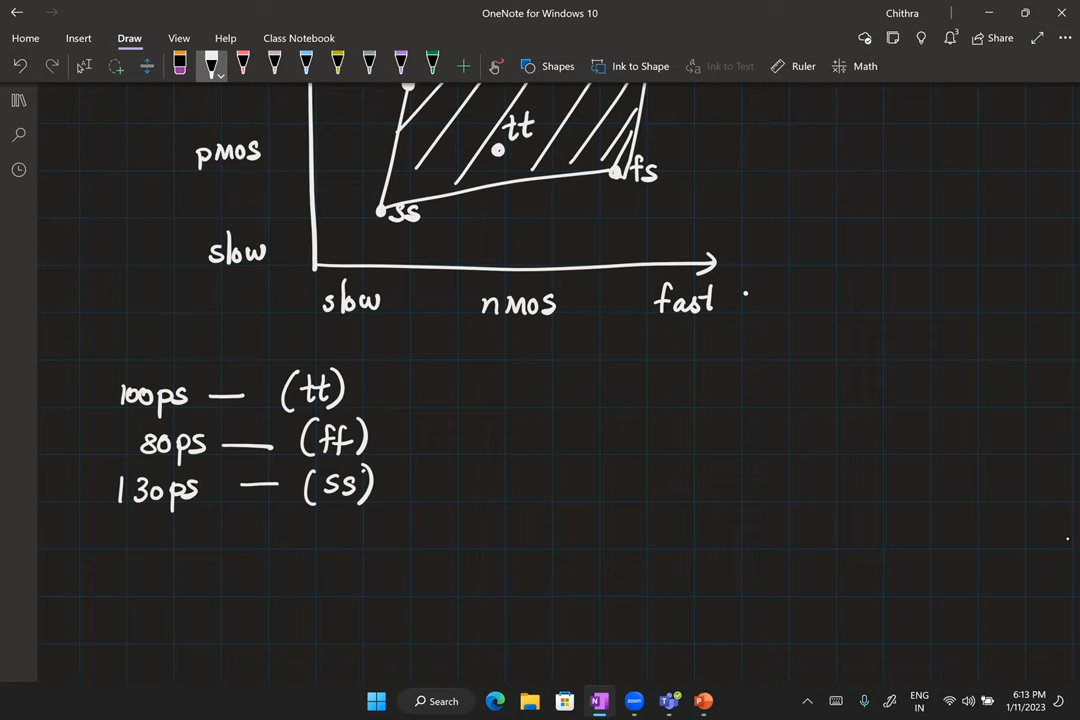 OneNote for Windows 10
Chithra
Home Insert Draw View Help Class Notebook
3
Share
Shapes
Ink to Shape
Ink to Text
Ruler
Math
tt
pMOS
fs
ss
slow
slow nMOS fast
100ps — (tt)
80ps — (ff)
130ps — (ss)
Search
ENG
IN
6:13 PM
1/11/2023